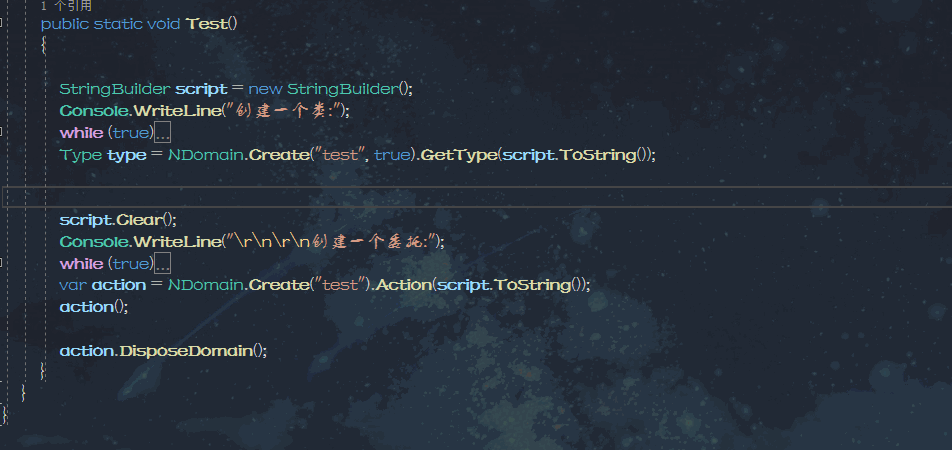 1 个引用
public static void Test()
{
StringBuilder script = new StringBuilder();
Console.WriteLine("创建一个类:");
while (true)...
Type type = NDomain.Create("test", true).GetType(script.ToString());
script.Clear();
Console.WriteLine("\r\n\r\n创建一个委托:");
while (true)...
var action = NDomain.Create("test").Action(script.ToString());
action();
action.DisposeDomain();
}
}
}